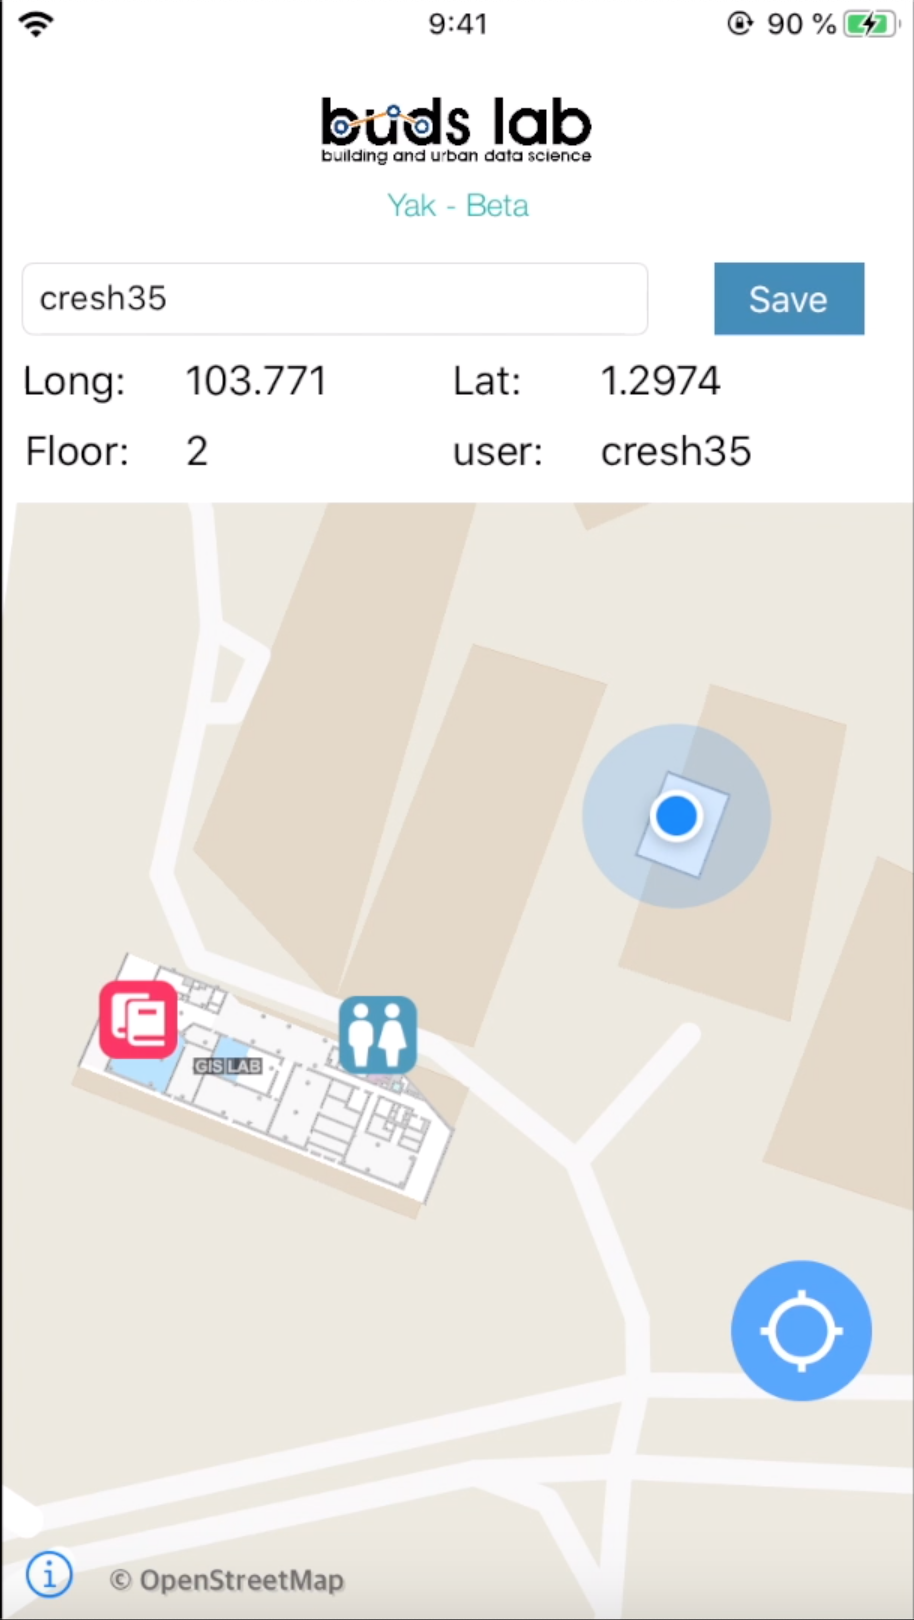 9:41
90 %
buds lab
building and urban data science
Yak - Beta
cresh35
Save
Long: 103.771 Lat: 1.2974
Floor: 2 user: cresh35
GIS LAB
i
© OpenStreetMap